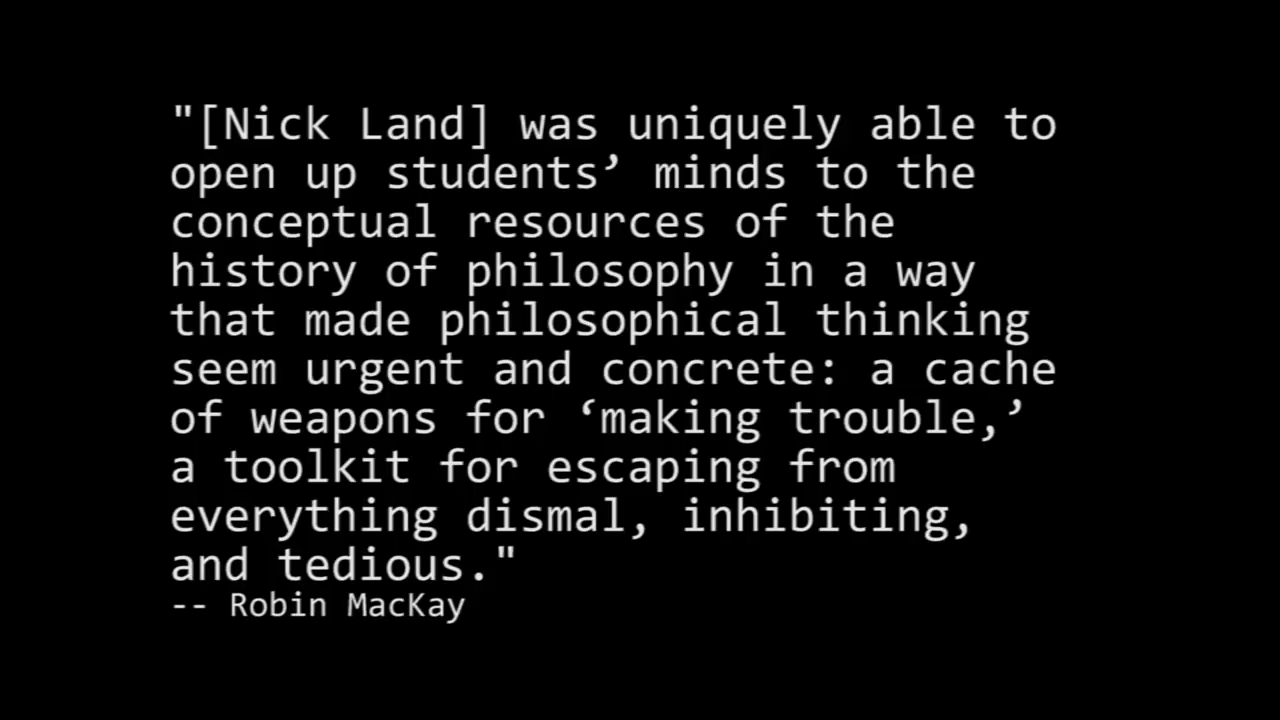 "[Nick Land] was uniquely able to
open up students’ minds to the
conceptual resources of the
history of philosophy in a way
that made philosophical thinking
seem urgent and concrete: a cache
of weapons for ‘making trouble,’
a toolkit for escaping from
everything dismal, inhibiting,
and tedious."
-- Robin MacKay